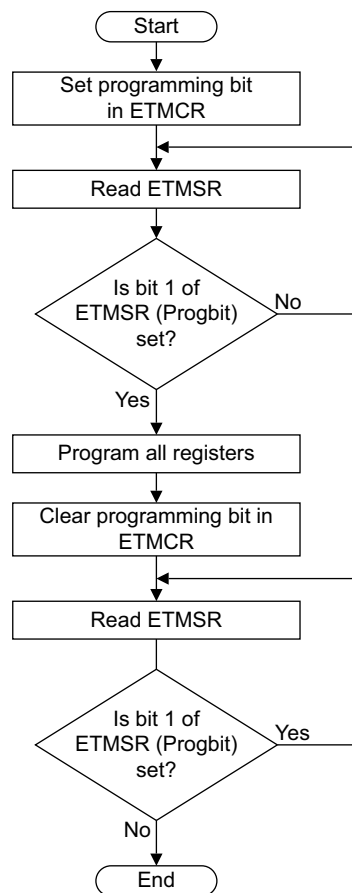 Start
Set programming bit
in ETMCR
Read ETMSR
Is bit 1 of
ETMSR (Progbit)
set?
No
Yes
Program all registers
Clear programming bit in
ETMCR
Read ETMSR
Is bit 1 of
ETMSR (Progbit)
set?
Yes
No
End